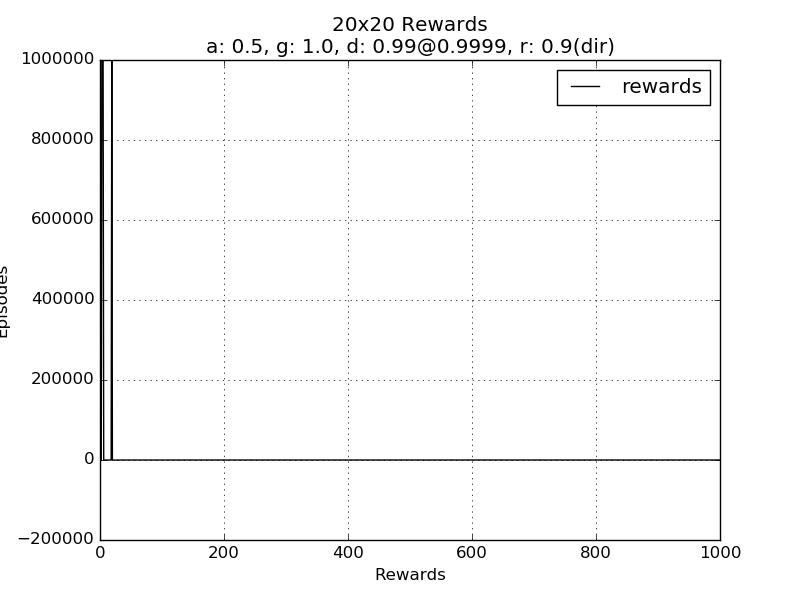 20x20 Rewards
a: 0.5, g: 1.0, d: 0.99@0.9999, r: 0.9(dir)
1000000
800000
600000
400000
200000
0
−200000
Episodes
rewards
0 200 400 600 800 1000
Rewards